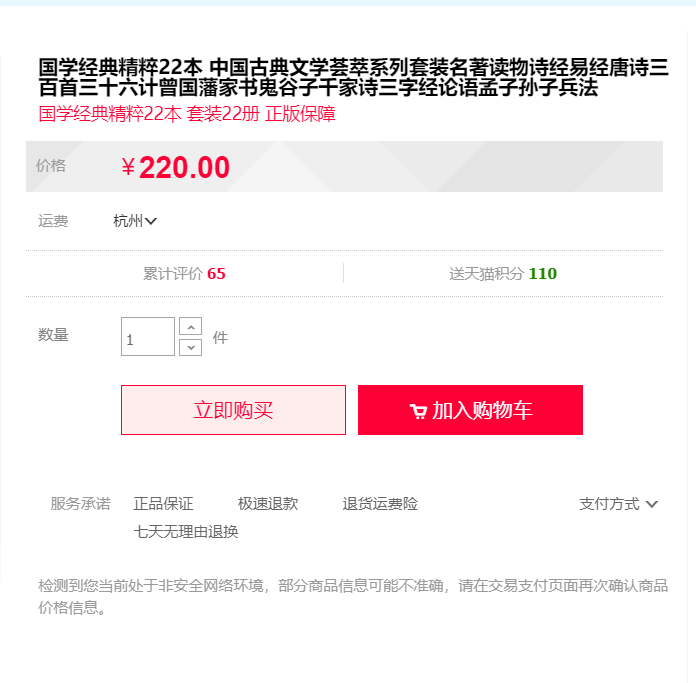 国学经典精粹22本 中国古典文学荟萃系列套装名著读物诗经易经唐诗三
百首三十六计曾国藩家书鬼谷子千家诗三字经论语孟子孙子兵法
国学经典精粹22本 套装22册 正版保障
价格 ¥220.00
运费 杭州
累计评价 65 送天猫积分 110
数量 1 件
立即购买 加入购物车
服务承诺 正品保证 极速退款 退货运费险 支付方式
七天无理由退换
检测到您当前处于非安全网络环境，部分商品信息可能不准确，请在交易支付页面再次确认商品
价格信息。